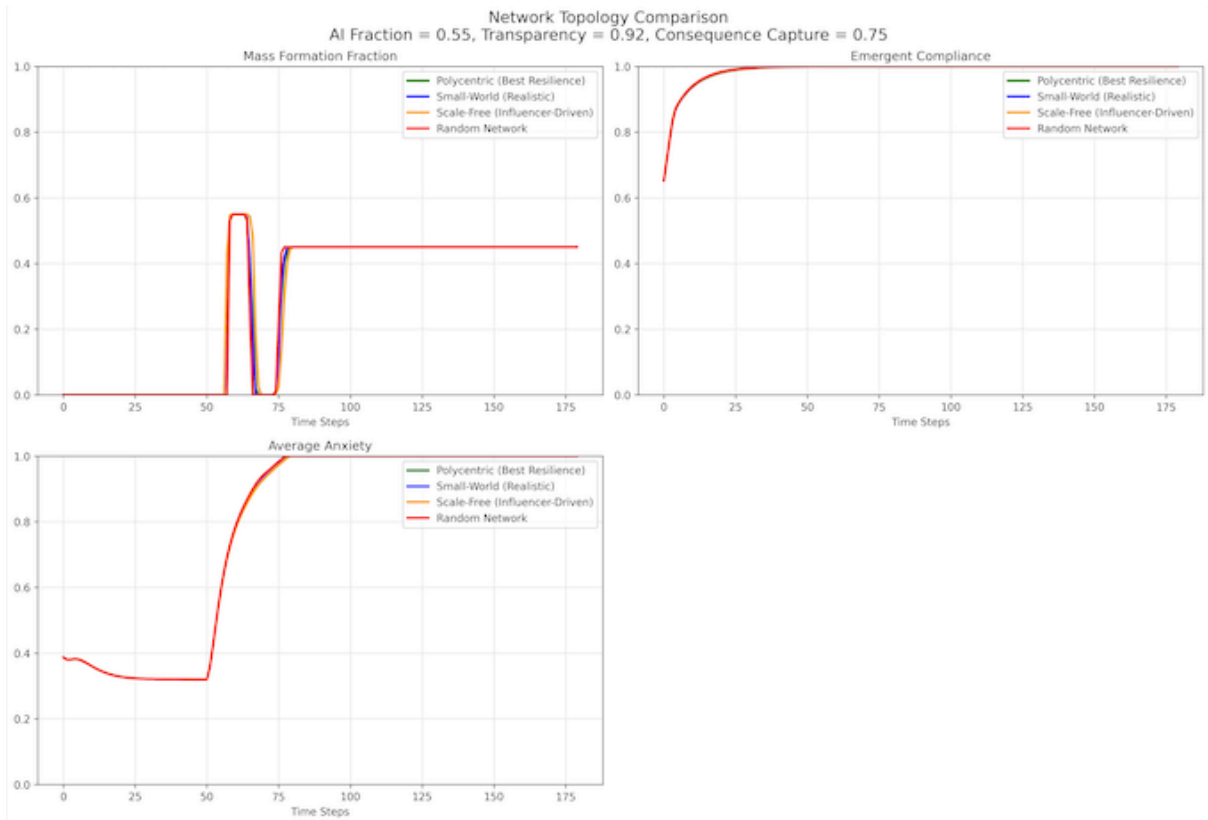 Network Topology Comparison
AI Fraction = 0.55, Transparency = 0.92, Consequence Capture = 0.75
Mass Formation Fraction
1.0
0.8
0.6
0.4
0.2
0.0
Polycentric (Best Resilience)
Small-World (Realistic)
Scale-Free (Influencer-Driven)
Random Network
0 25 50 75 100 125 150 175
Time Steps
Emergent Compliance
1.0
0.8
0.6
0.4
0.2
0.0
Polycentric (Best Resilience)
Small-World (Realistic)
Scale-Free (Influencer-Driven)
Random Network
0 25 50 75 100 125 150 175
Time Steps
Average Anxiety
1.0
0.8
0.6
0.4
0.2
0.0
Polycentric (Best Resilience)
Small-World (Realistic)
Scale-Free (Influencer-Driven)
Random Network
0 25 50 75 100 125 150 175
Time Steps